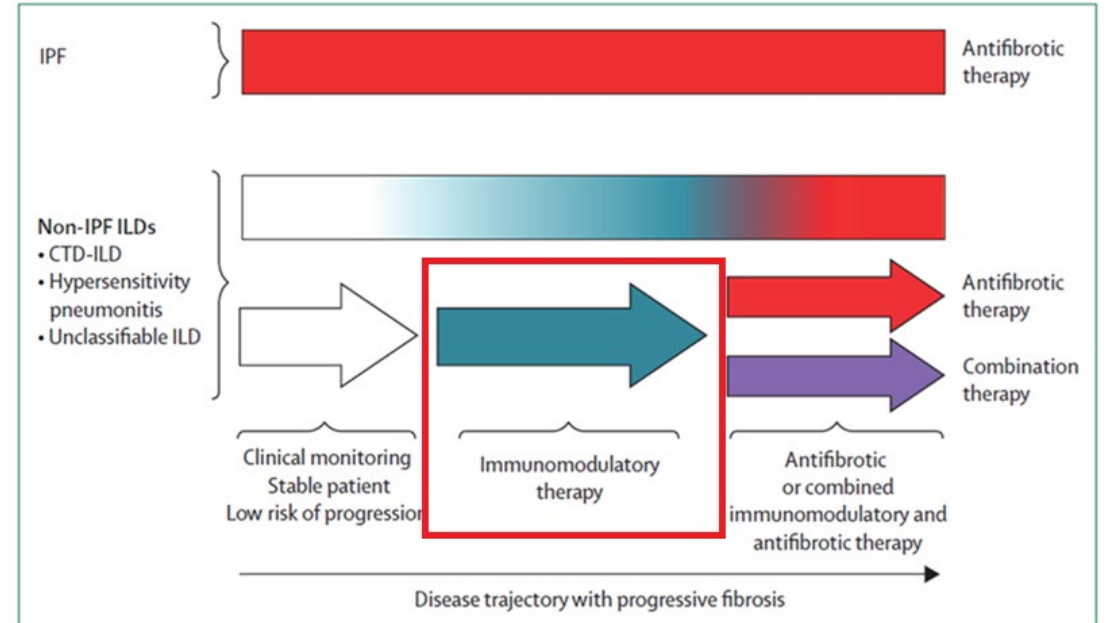 IPF
Antifibrotic
therapy
Non-IPF ILDs
• CTD-ILD
• Hypersensitivity
pneumonitis
• Unclassifiable ILD
Antifibrotic
therapy
Combination
therapy
Clinical monitoring
Stable patient
Low risk of progression
Immunomodulatory
therapy
Antifibrotic
or combined
immunomodulatory and
antifibrotic therapy
Disease trajectory with progressive fibrosis